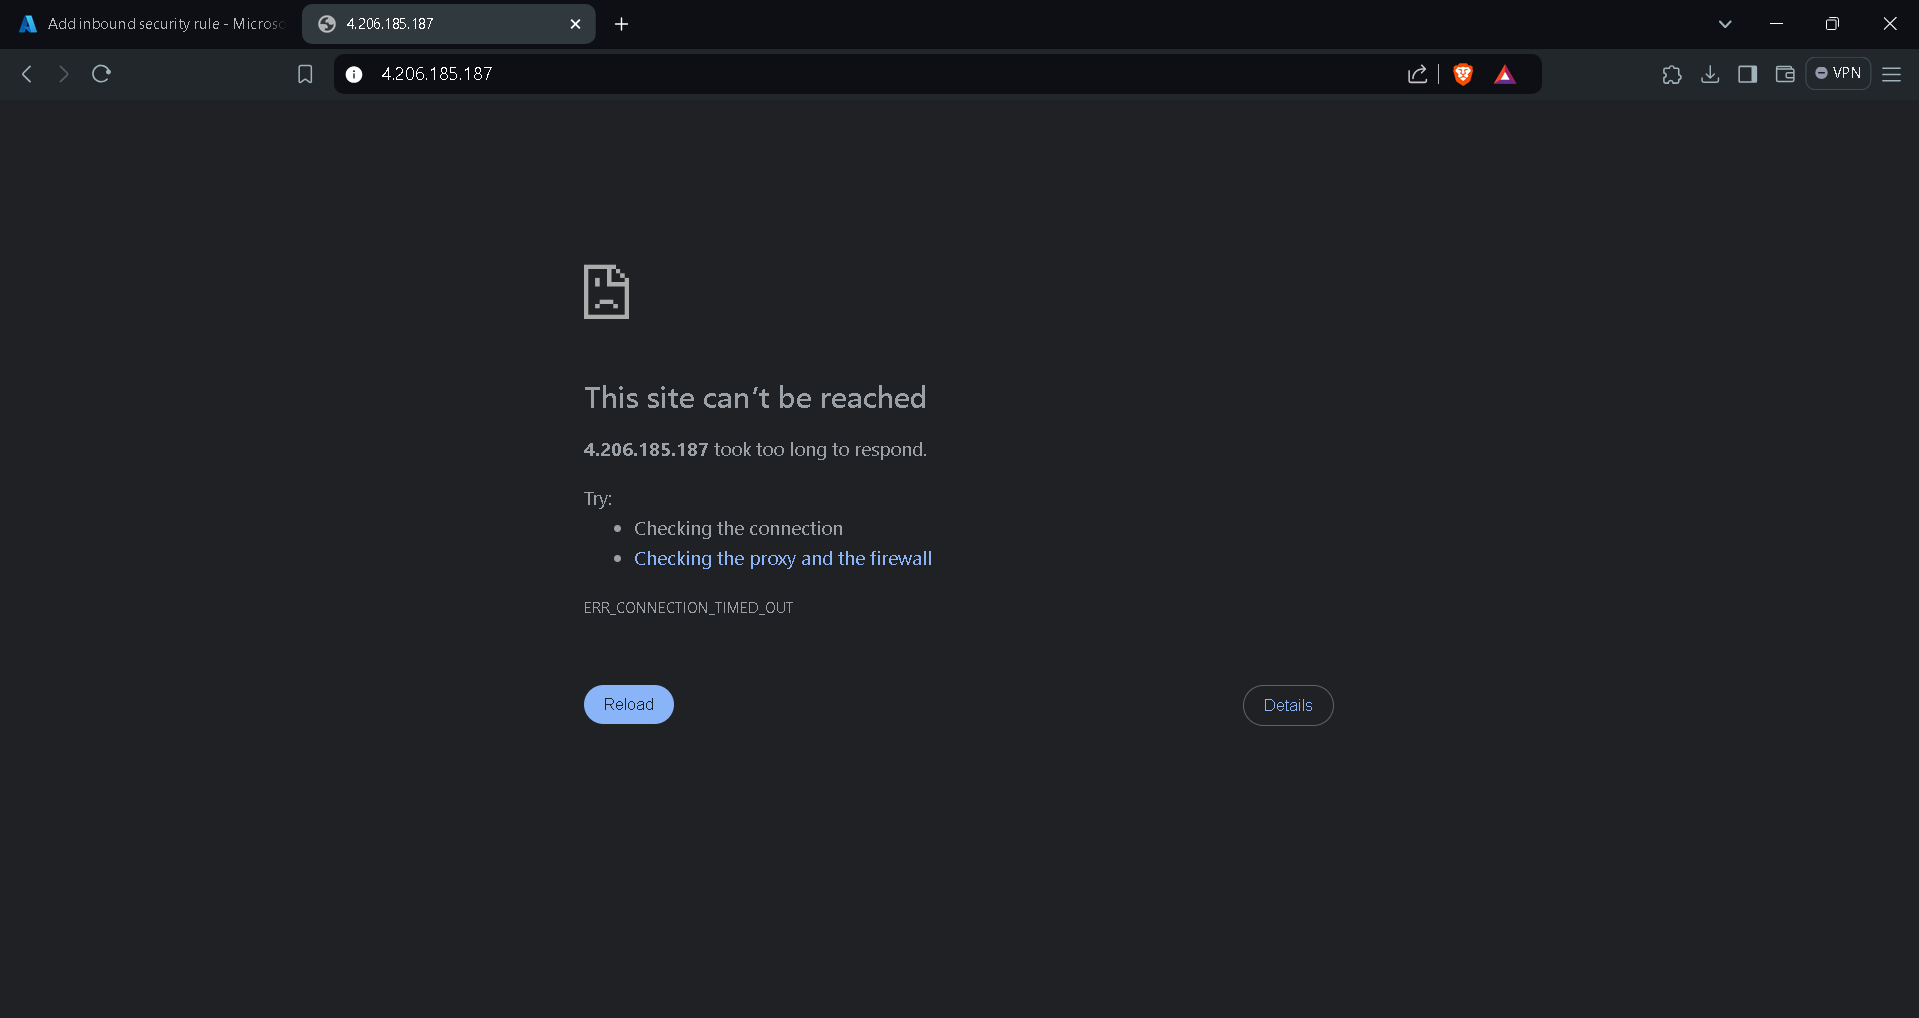 Add inbound security rule - Micros
4.206.185.187
4.206.185.187
VPN
This site can't be reached
4.206.185.187 took too long to respond.
Try:
• Checking the connection
• Checking the proxy and the firewall
ERR_CONNECTION_TIMED_OUT
Reload
Details